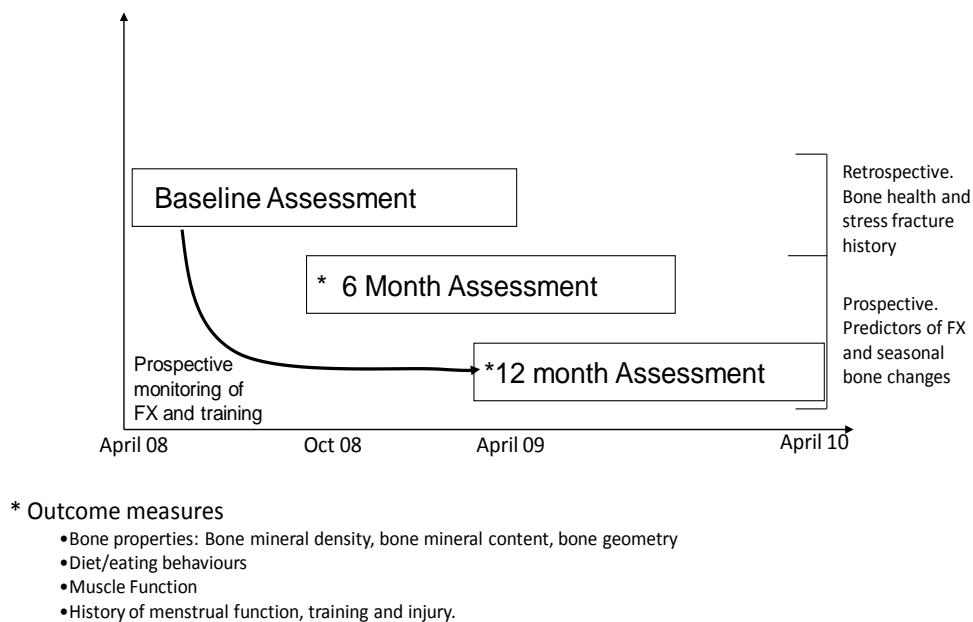 Baseline Assessment
Retrospective.
Bone health and
stress fracture
history
* 6 Month Assessment
Prospective.
Predictors of FX
and seasonal
bone changes
*12 month Assessment
Prospective
monitoring of
FX and training
April 08
Oct 08
April 09
April 10
* Outcome measures
•Bone properties: Bone mineral density, bone mineral content, bone geometry
•Diet/eating behaviours
•Muscle Function
•History of menstrual function, training and injury.